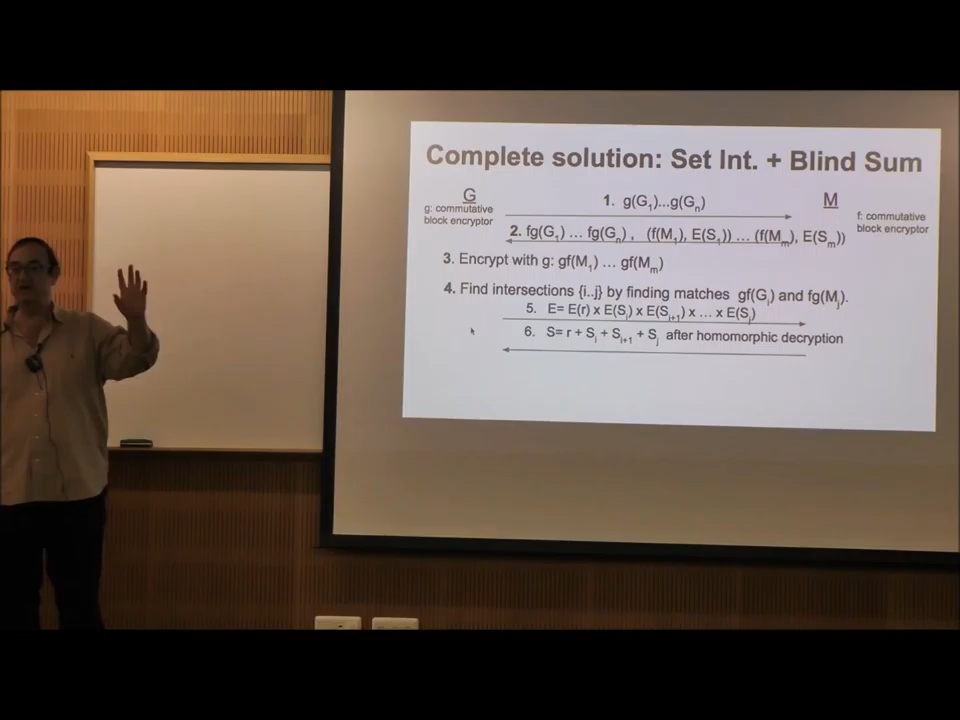 Complete solution: Set Int. + Blind Sum
G
g: commutative
block encryptor
M
f: commutative
block encryptor
1. g(G₁)...g(Gₙ)
2. fg(G₁) ... fg(Gₙ) , (f(M₁), E(S₁)) ... (f(Mₘ), E(Sₘ))
3. Encrypt with g: gf(M₁) ... gf(Mₘ)
4. Find intersections {i..j} by finding matches gf(Gᵢ) and fg(Mⱼ).
5. E= E(r) x E(Sᵢ) x E(Sᵢ₊₁) x ... x E(Sⱼ)
6. S= r + Sᵢ + Sᵢ₊₁ + Sⱼ after homomorphic decryption